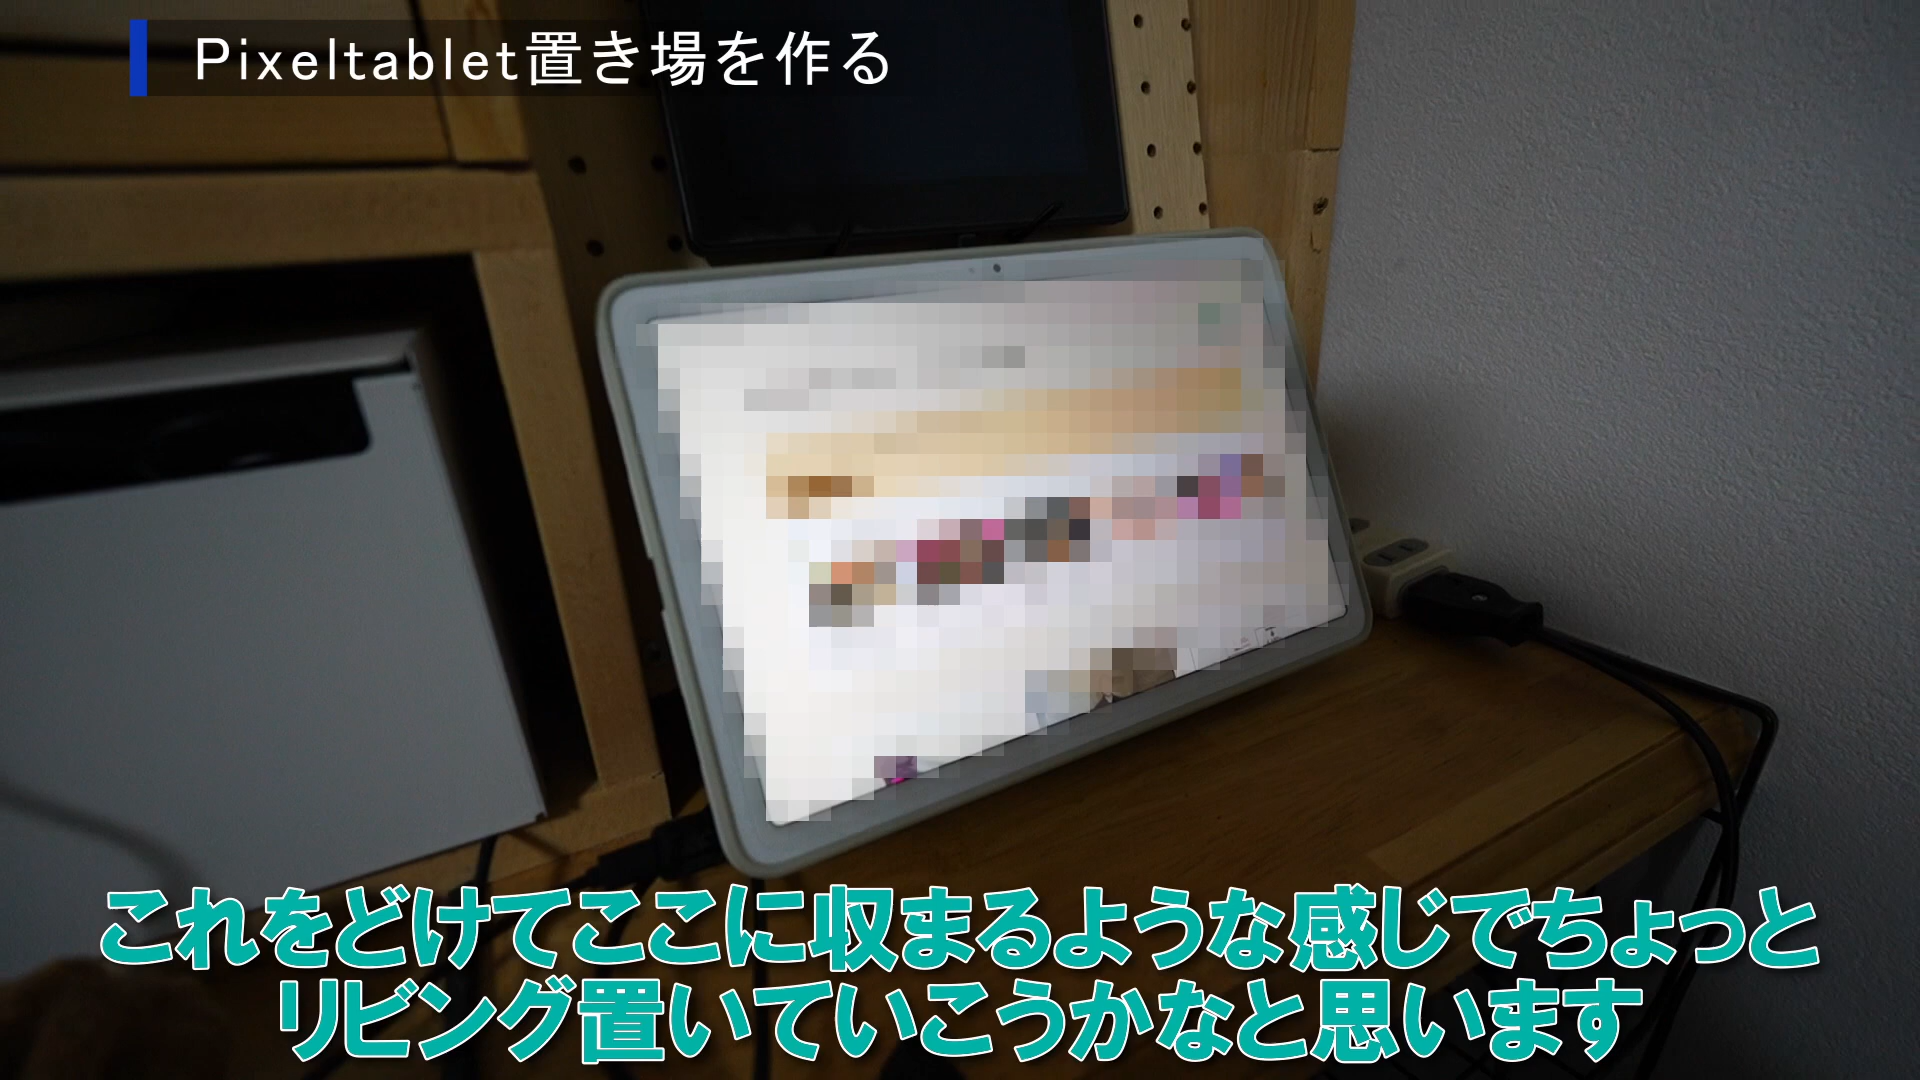 Pixeltablet置き場を作る
これをどけてここに収まるような感じでちょっと
リビング置いていこうかなと思います